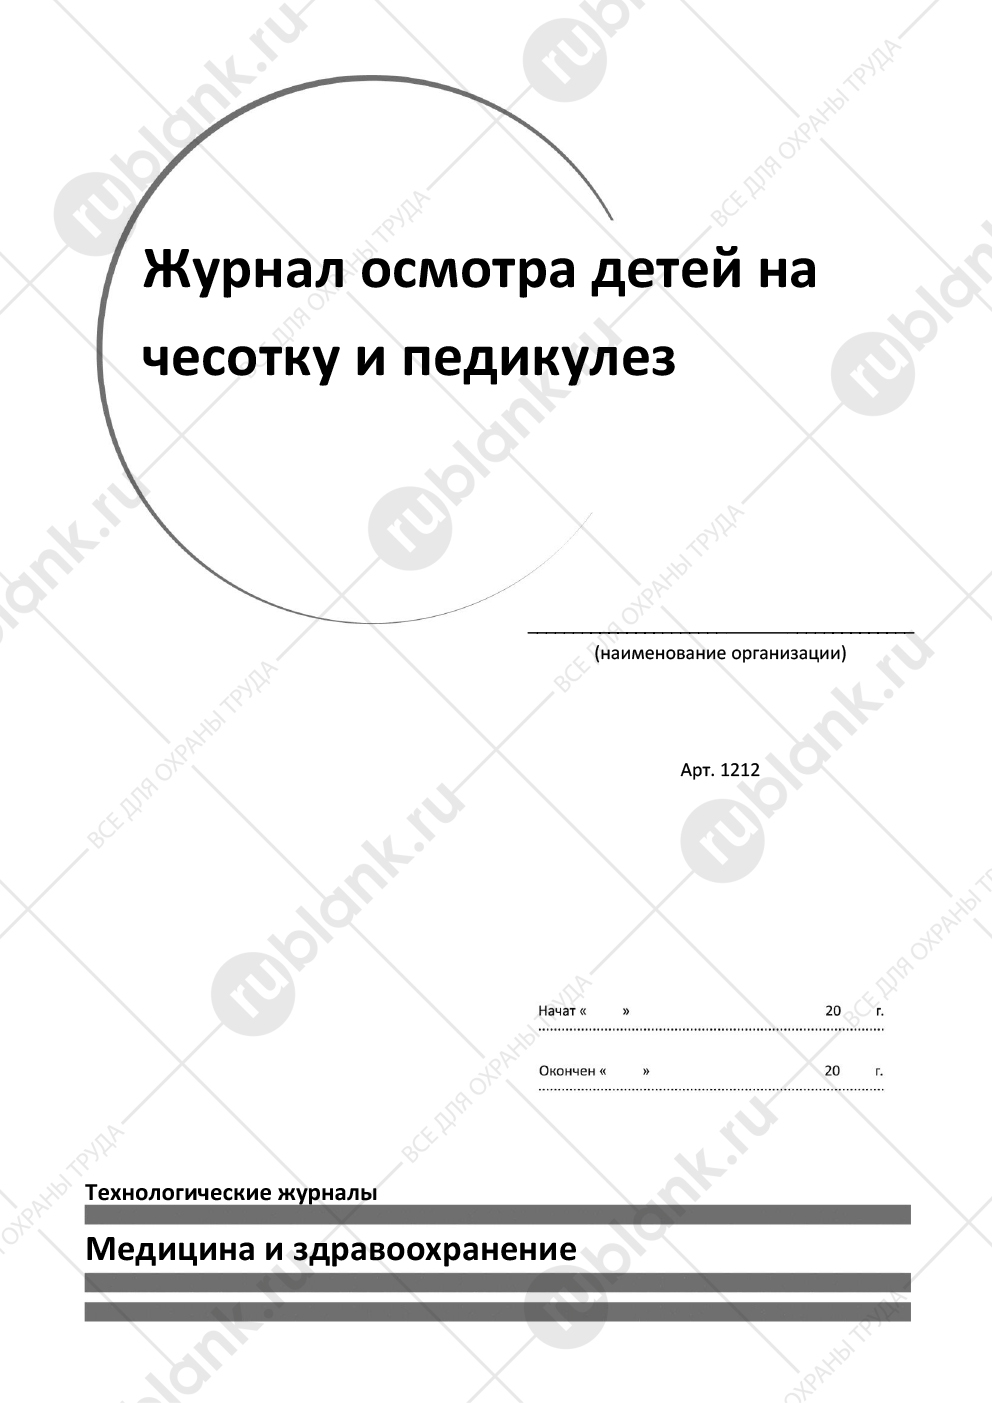 Журнал осмотра детей на
чесотку и педикулез
(наименование организации)
Арт. 1212
Начат « » 20 г.
Окончен « » 20 г.
Технологические журналы
Медицина и здравоохранение
rublank.ru
ВСЕ ДЛЯ ОХРАНЫ ТРУДА